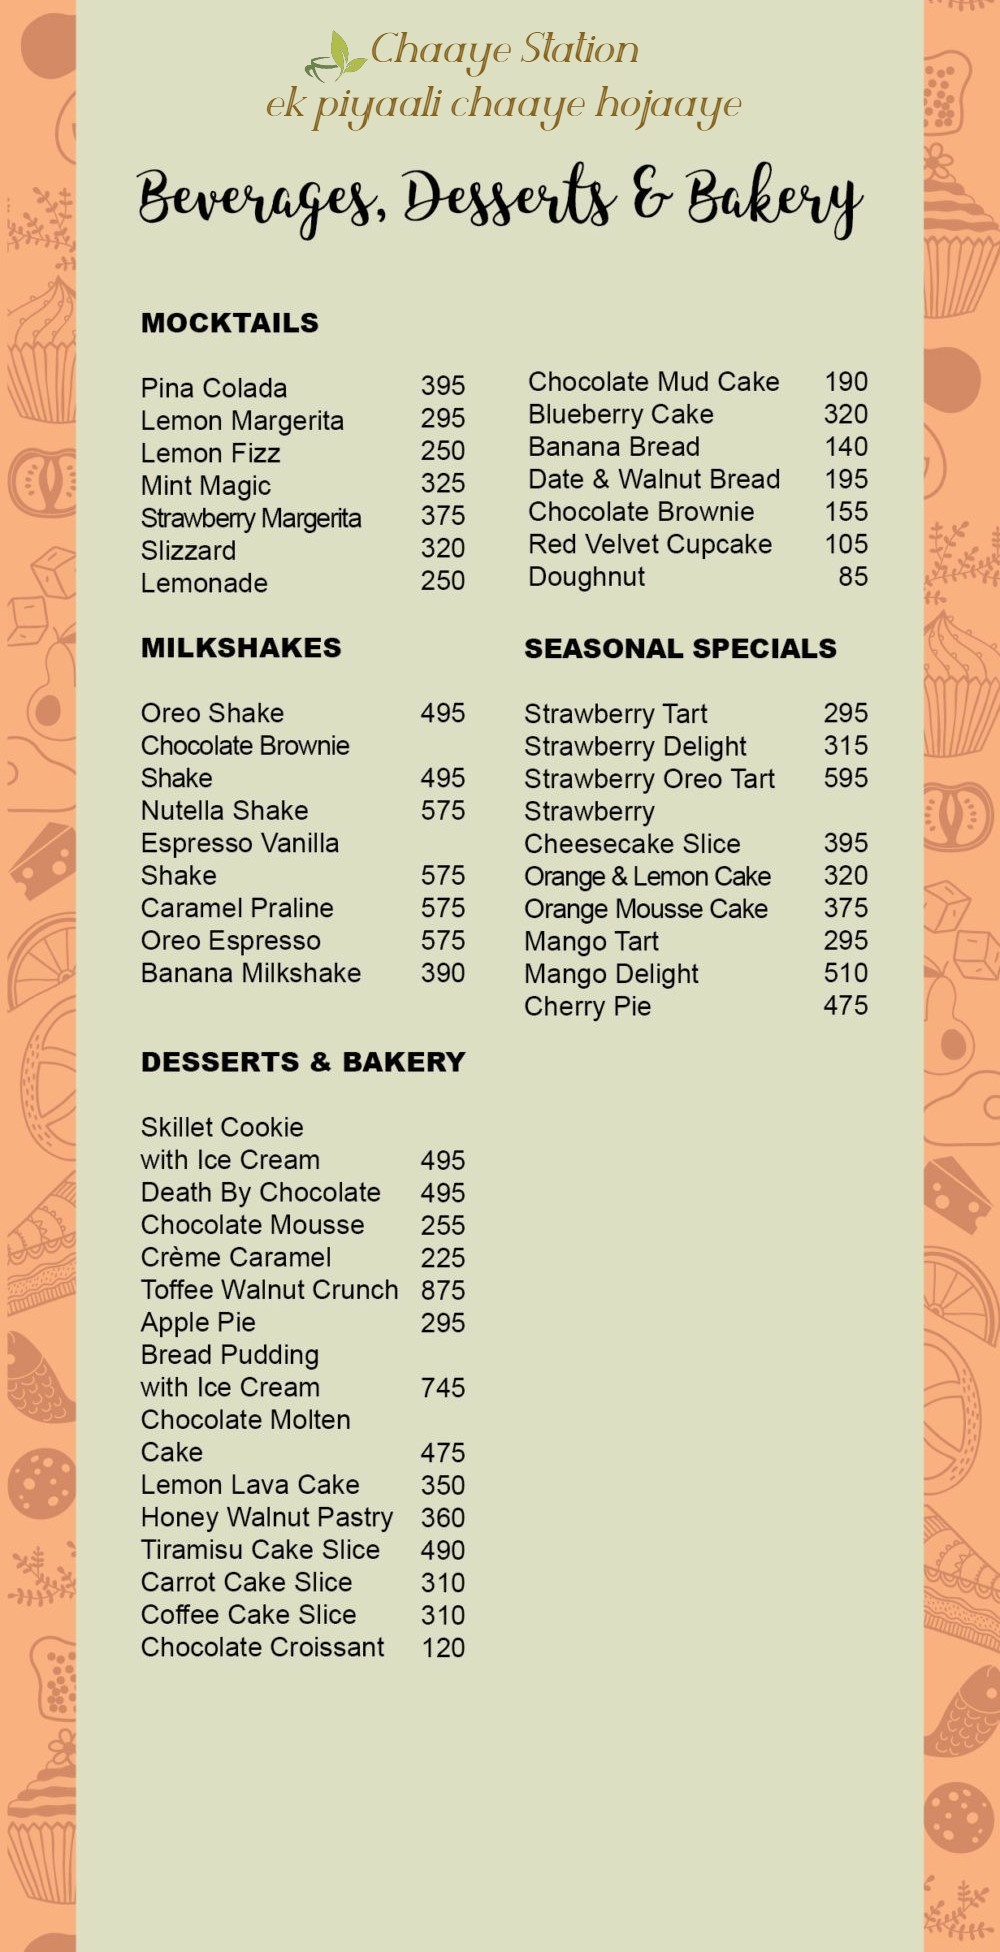 Chaaye Station
ek piyaali chaaye hojaaye
Beverages, Desserts & Bakery
MOCKTAILS
Pina Colada 395
Lemon Margerita 295
Lemon Fizz 250
Mint Magic 325
Strawberry Margerita 375
Slizzard 320
Lemonade 250
MILKSHAKES
Oreo Shake 495
Chocolate Brownie
Shake 495
Nutella Shake 575
Espresso Vanilla
Shake 575
Caramel Praline 575
Oreo Espresso 575
Banana Milkshake 390
DESSERTS & BAKERY
Skillet Cookie
with Ice Cream 495
Death By Chocolate 495
Chocolate Mousse 255
Crème Caramel 225
Toffee Walnut Crunch 875
Apple Pie 295
Bread Pudding
with Ice Cream 745
Chocolate Molten
Cake 475
Lemon Lava Cake 350
Honey Walnut Pastry 360
Tiramisu Cake Slice 490
Carrot Cake Slice 310
Coffee Cake Slice 310
Chocolate Croissant 120
Chocolate Mud Cake 190
Blueberry Cake 320
Banana Bread 140
Date & Walnut Bread 195
Chocolate Brownie 155
Red Velvet Cupcake 105
Doughnut 85
SEASONAL SPECIALS
Strawberry Tart 295
Strawberry Delight 315
Strawberry Oreo Tart 595
Strawberry
Cheesecake Slice 395
Orange & Lemon Cake 320
Orange Mousse Cake 375
Mango Tart 295
Mango Delight 510
Cherry Pie 475